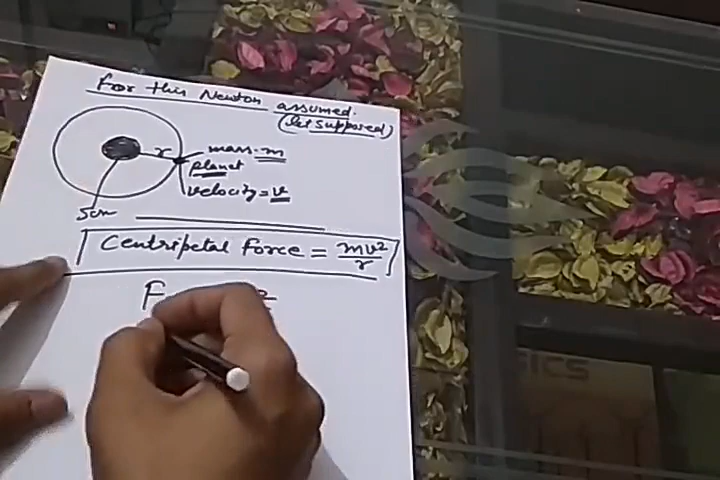 For this Newton assumed.
(let supposed)
r
mass = m
planet
velocity = v
Sun
Centripetal Force = mv²/r
F